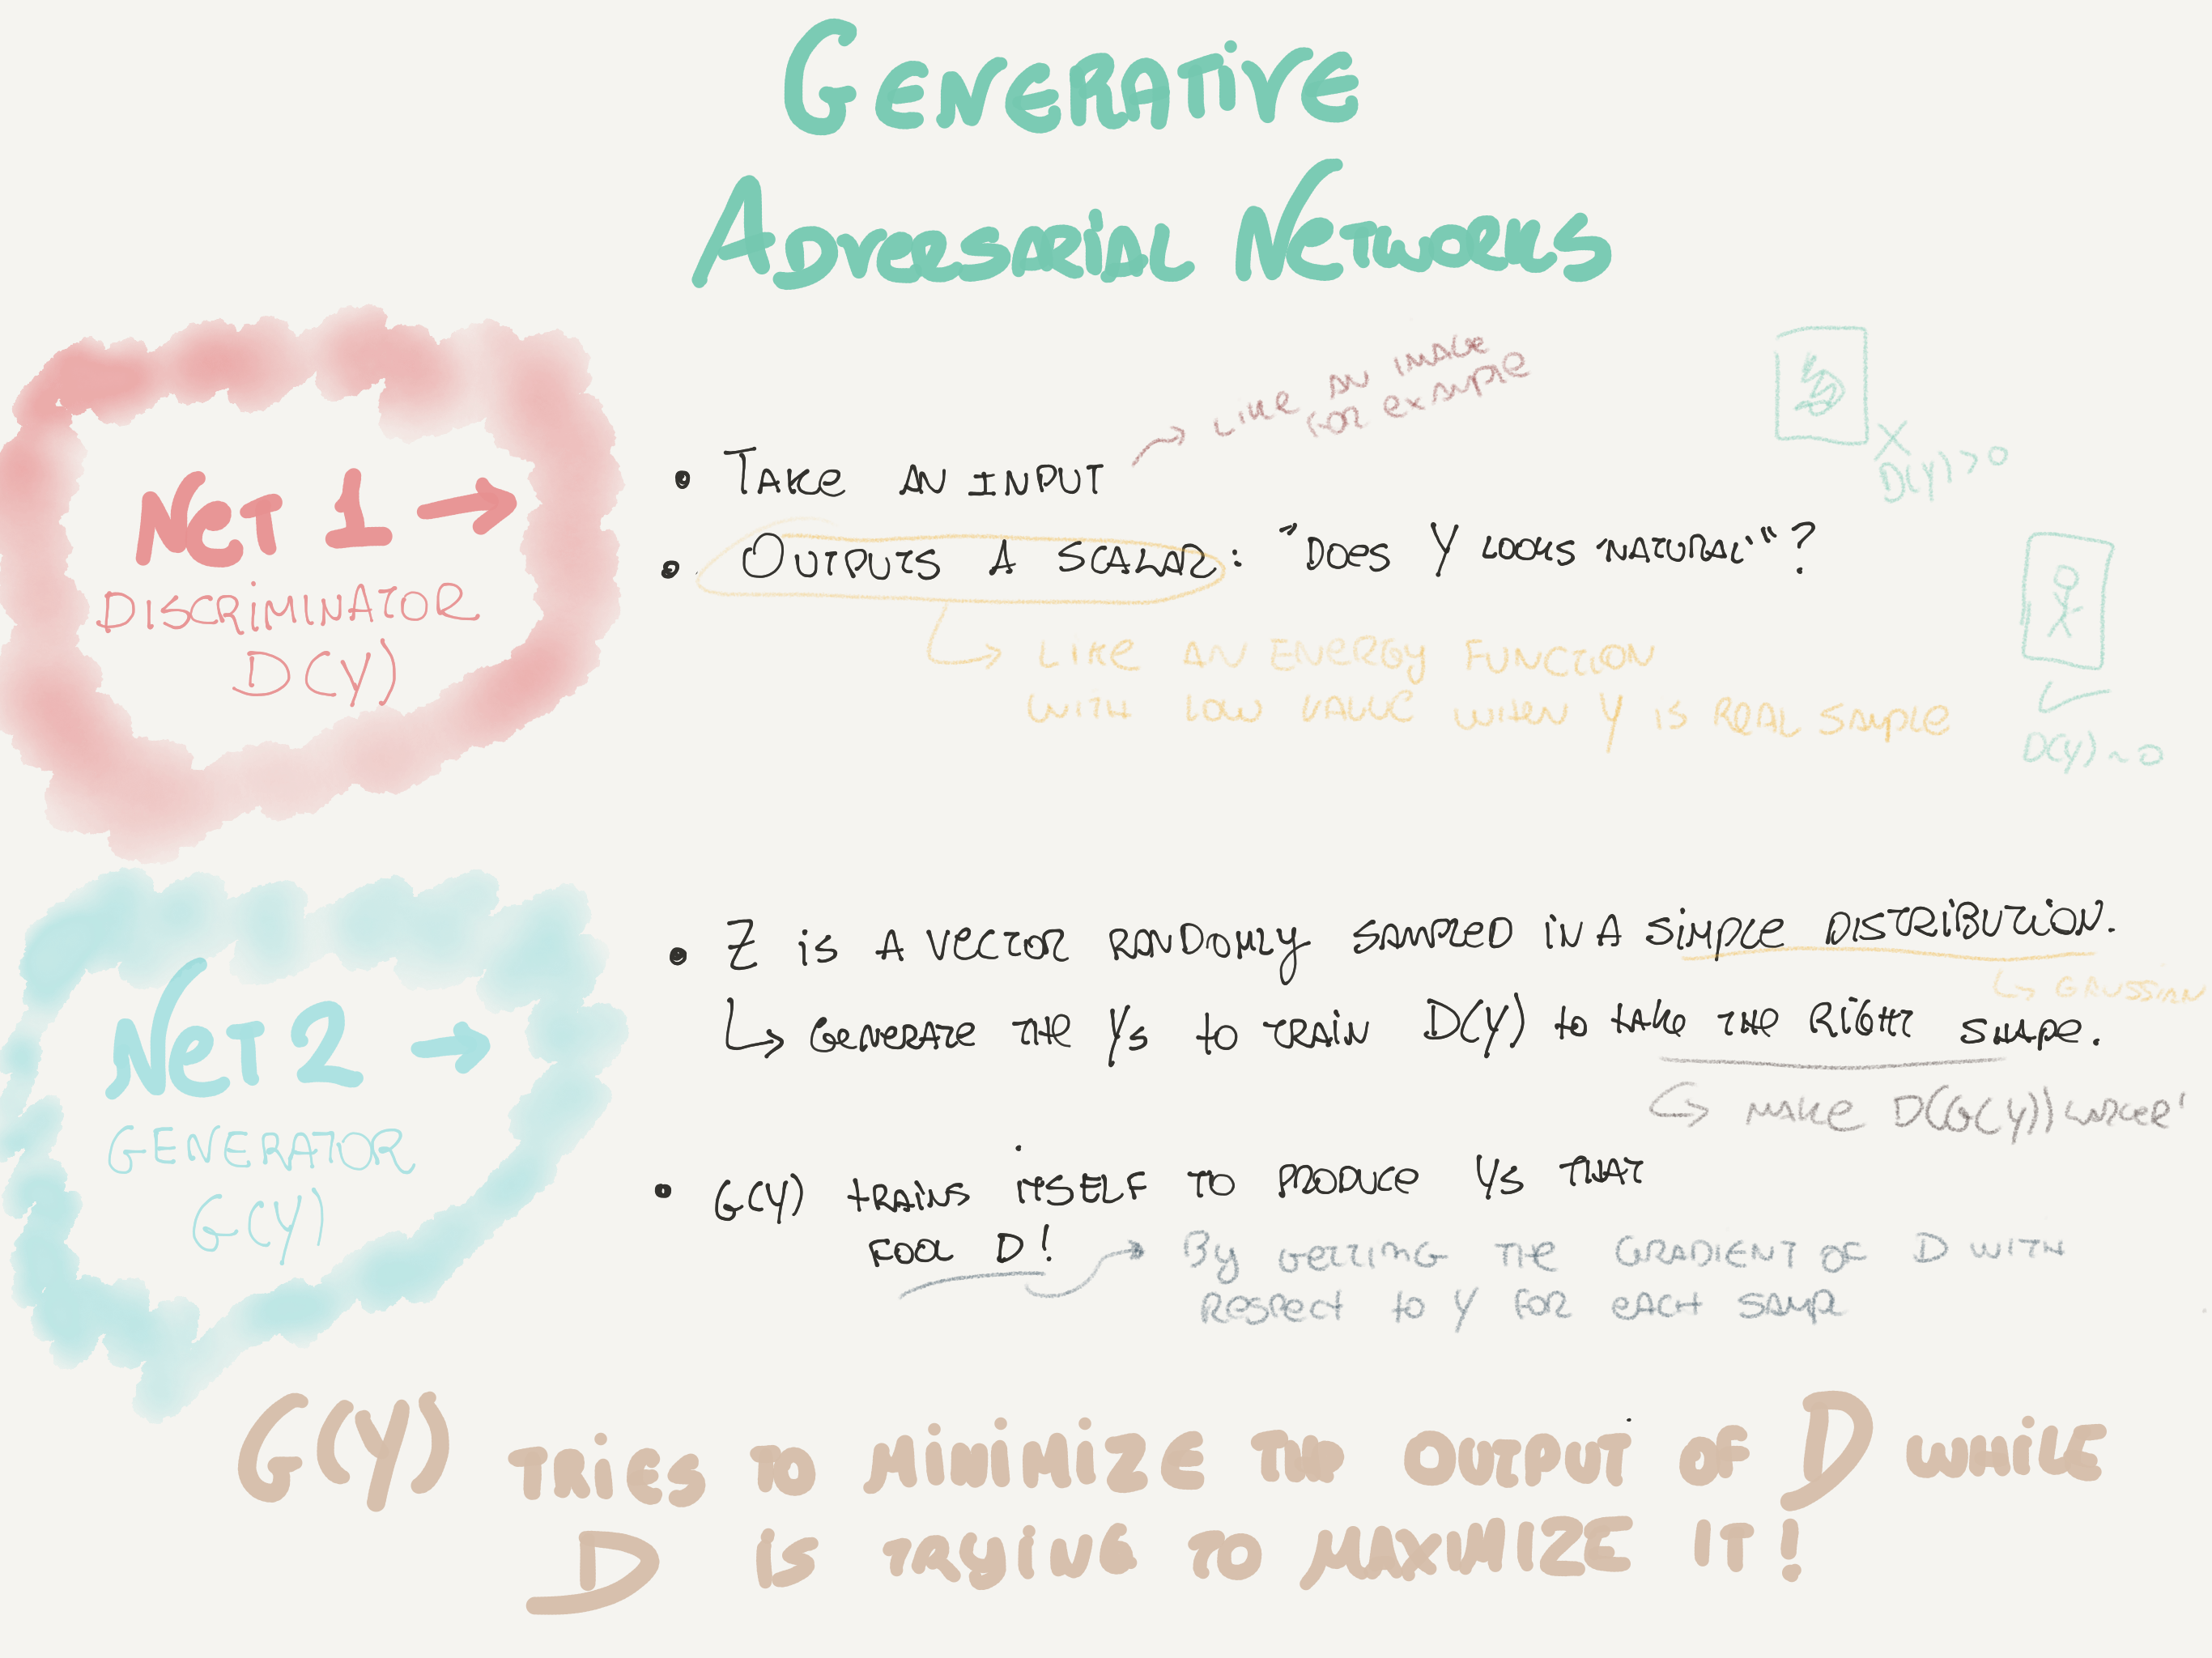 GENERATIVE
ADVERSARIAL NETWORKS
NET 1 →
DISCRIMINATOR
D(Y)
• TAKE AN INPUT
→ LIKE AN IMAGE
FOR EXAMPLE
• OUTPUTS A SCALAR: "DOES Y LOOKS "NATURAL""?
↳ LIKE AN ENERGY FUNCTION
WITH LOW VALUE WHEN Y IS REAL SAMPLE
X
D(Y)>0
D(Y)~0
NET 2 →
GENERATOR
G(Y)
• Z IS A VECTOR RANDOMLY SAMPLED IN A SIMPLE DISTRIBUTION.
↳ GAUSSIAN
↳ GENERATE THE YS TO TRAIN D(Y) TO TAKE THE RIGHT SHAPE.
↳ MAKE D(G(Y)) LARGER!
• G(Y) TRAINS ITSELF TO PRODUCE YS THAT
FOOL D!
→ BY GETTING THE GRADIENT OF D WITH
RESPECT TO Y FOR EACH
G(Y) TRIES TO MINIMIZE THE OUTPUT OF D WHILE
D IS TRYING TO MAXIMIZE IT!